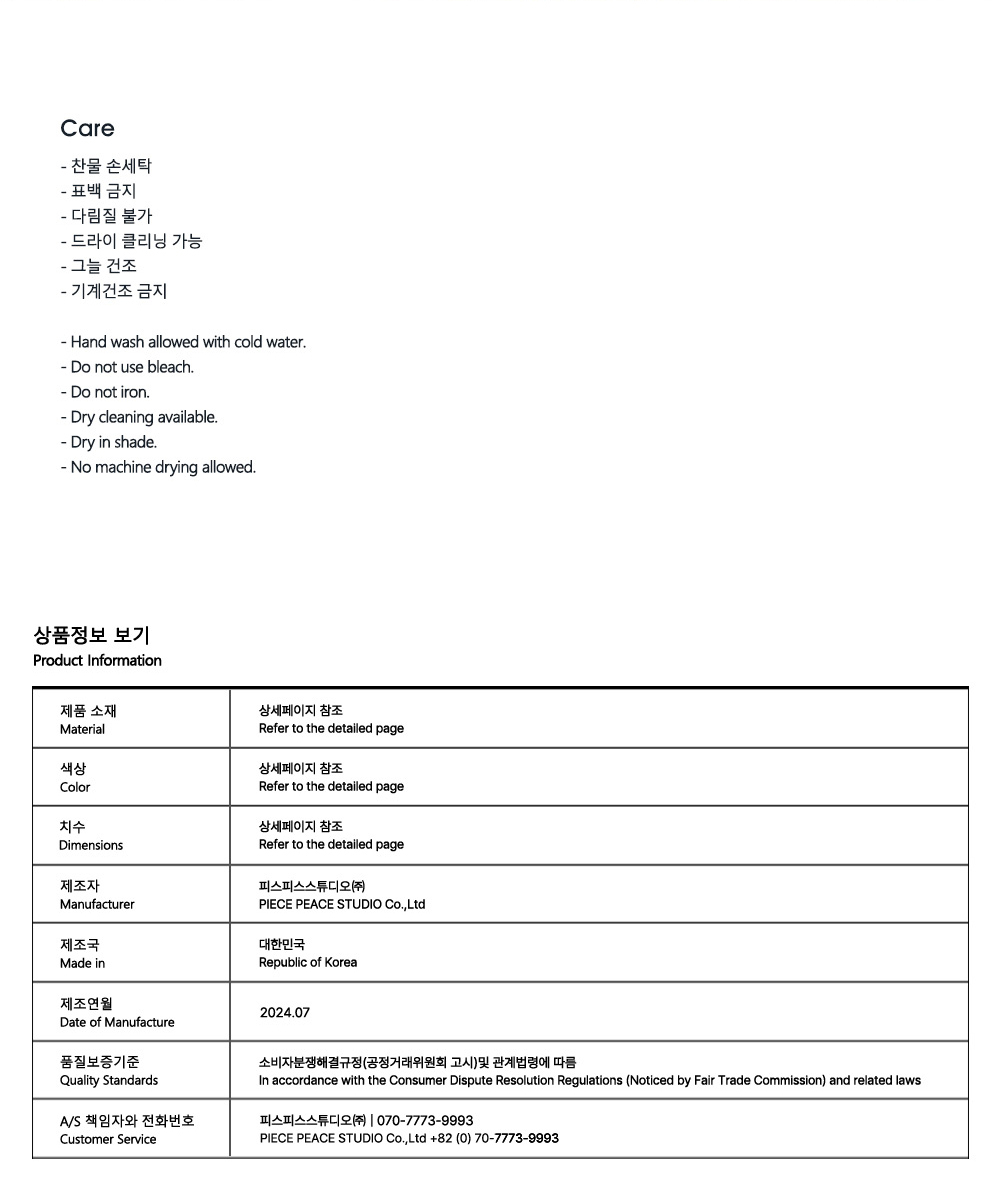 Care
- 찬물 손세탁
- 표백 금지
- 다림질 불가
- 드라이 클리닝 가능
- 그늘 건조
- 기계건조 금지
- Hand wash allowed with cold water.
- Do not use bleach.
- Do not iron.
- Dry cleaning available.
- Dry in shade.
- No machine drying allowed.
상품정보 보기
Product Information
제품 소재
Material
상세페이지 참조
Refer to the detailed page
색상
Color
상세페이지 참조
Refer to the detailed page
치수
Dimensions
상세페이지 참조
Refer to the detailed page
제조자
Manufacturer
피스피스스튜디오㈜
PIECE PEACE STUDIO Co.,Ltd
제조국
Made in
대한민국
Republic of Korea
제조연월
Date of Manufacture
2024.07
품질보증기준
Quality Standards
소비자분쟁해결규정(공정거래위원회 고시)및 관계법령에 따름
In accordance with the Consumer Dispute Resolution Regulations (Noticed by Fair Trade Commission) and related laws
A/S 책임자와 전화번호
Customer Service
피스피스스튜디오㈜ | 070-7773-9993
PIECE PEACE STUDIO Co.,Ltd +82 (0) 70-7773-9993